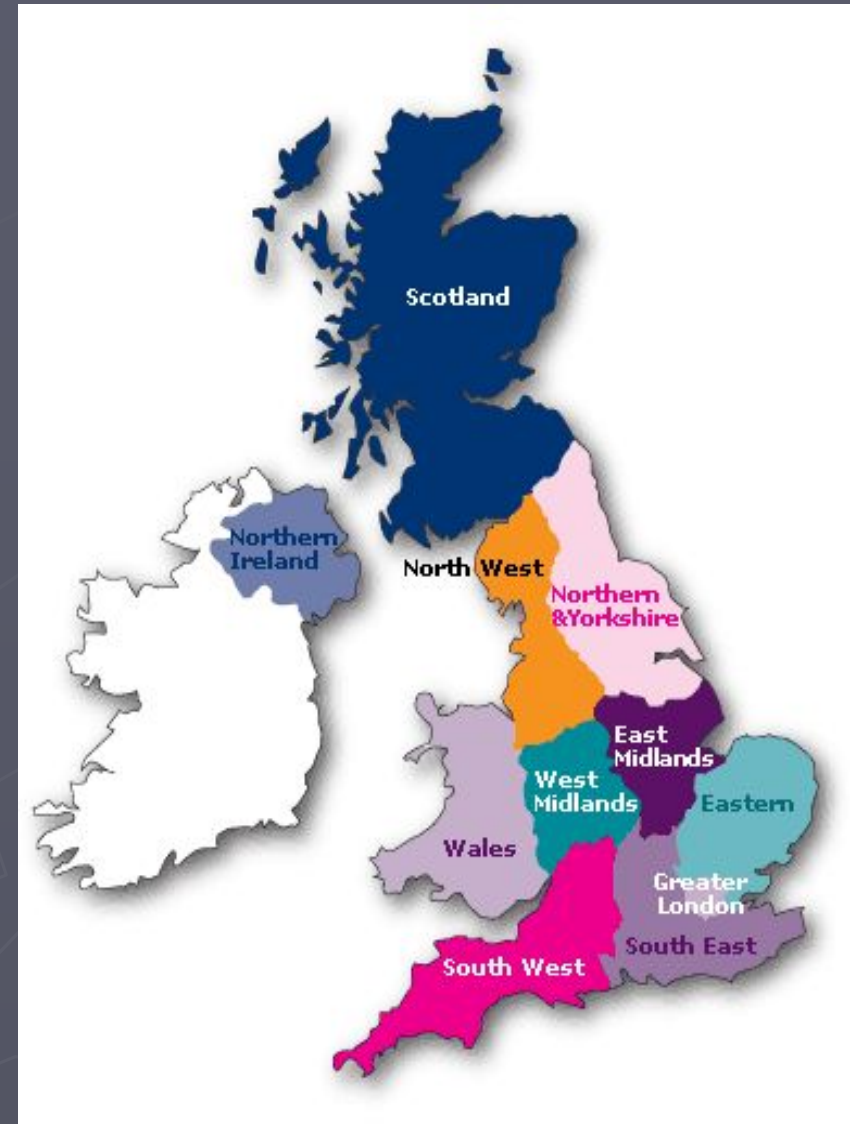 Scotland
Northern
Ireland
North West
Northern
&Yorkshire
East
Midlands
West
Midlands
Eastern
Wales
Greater
London
South East
South West